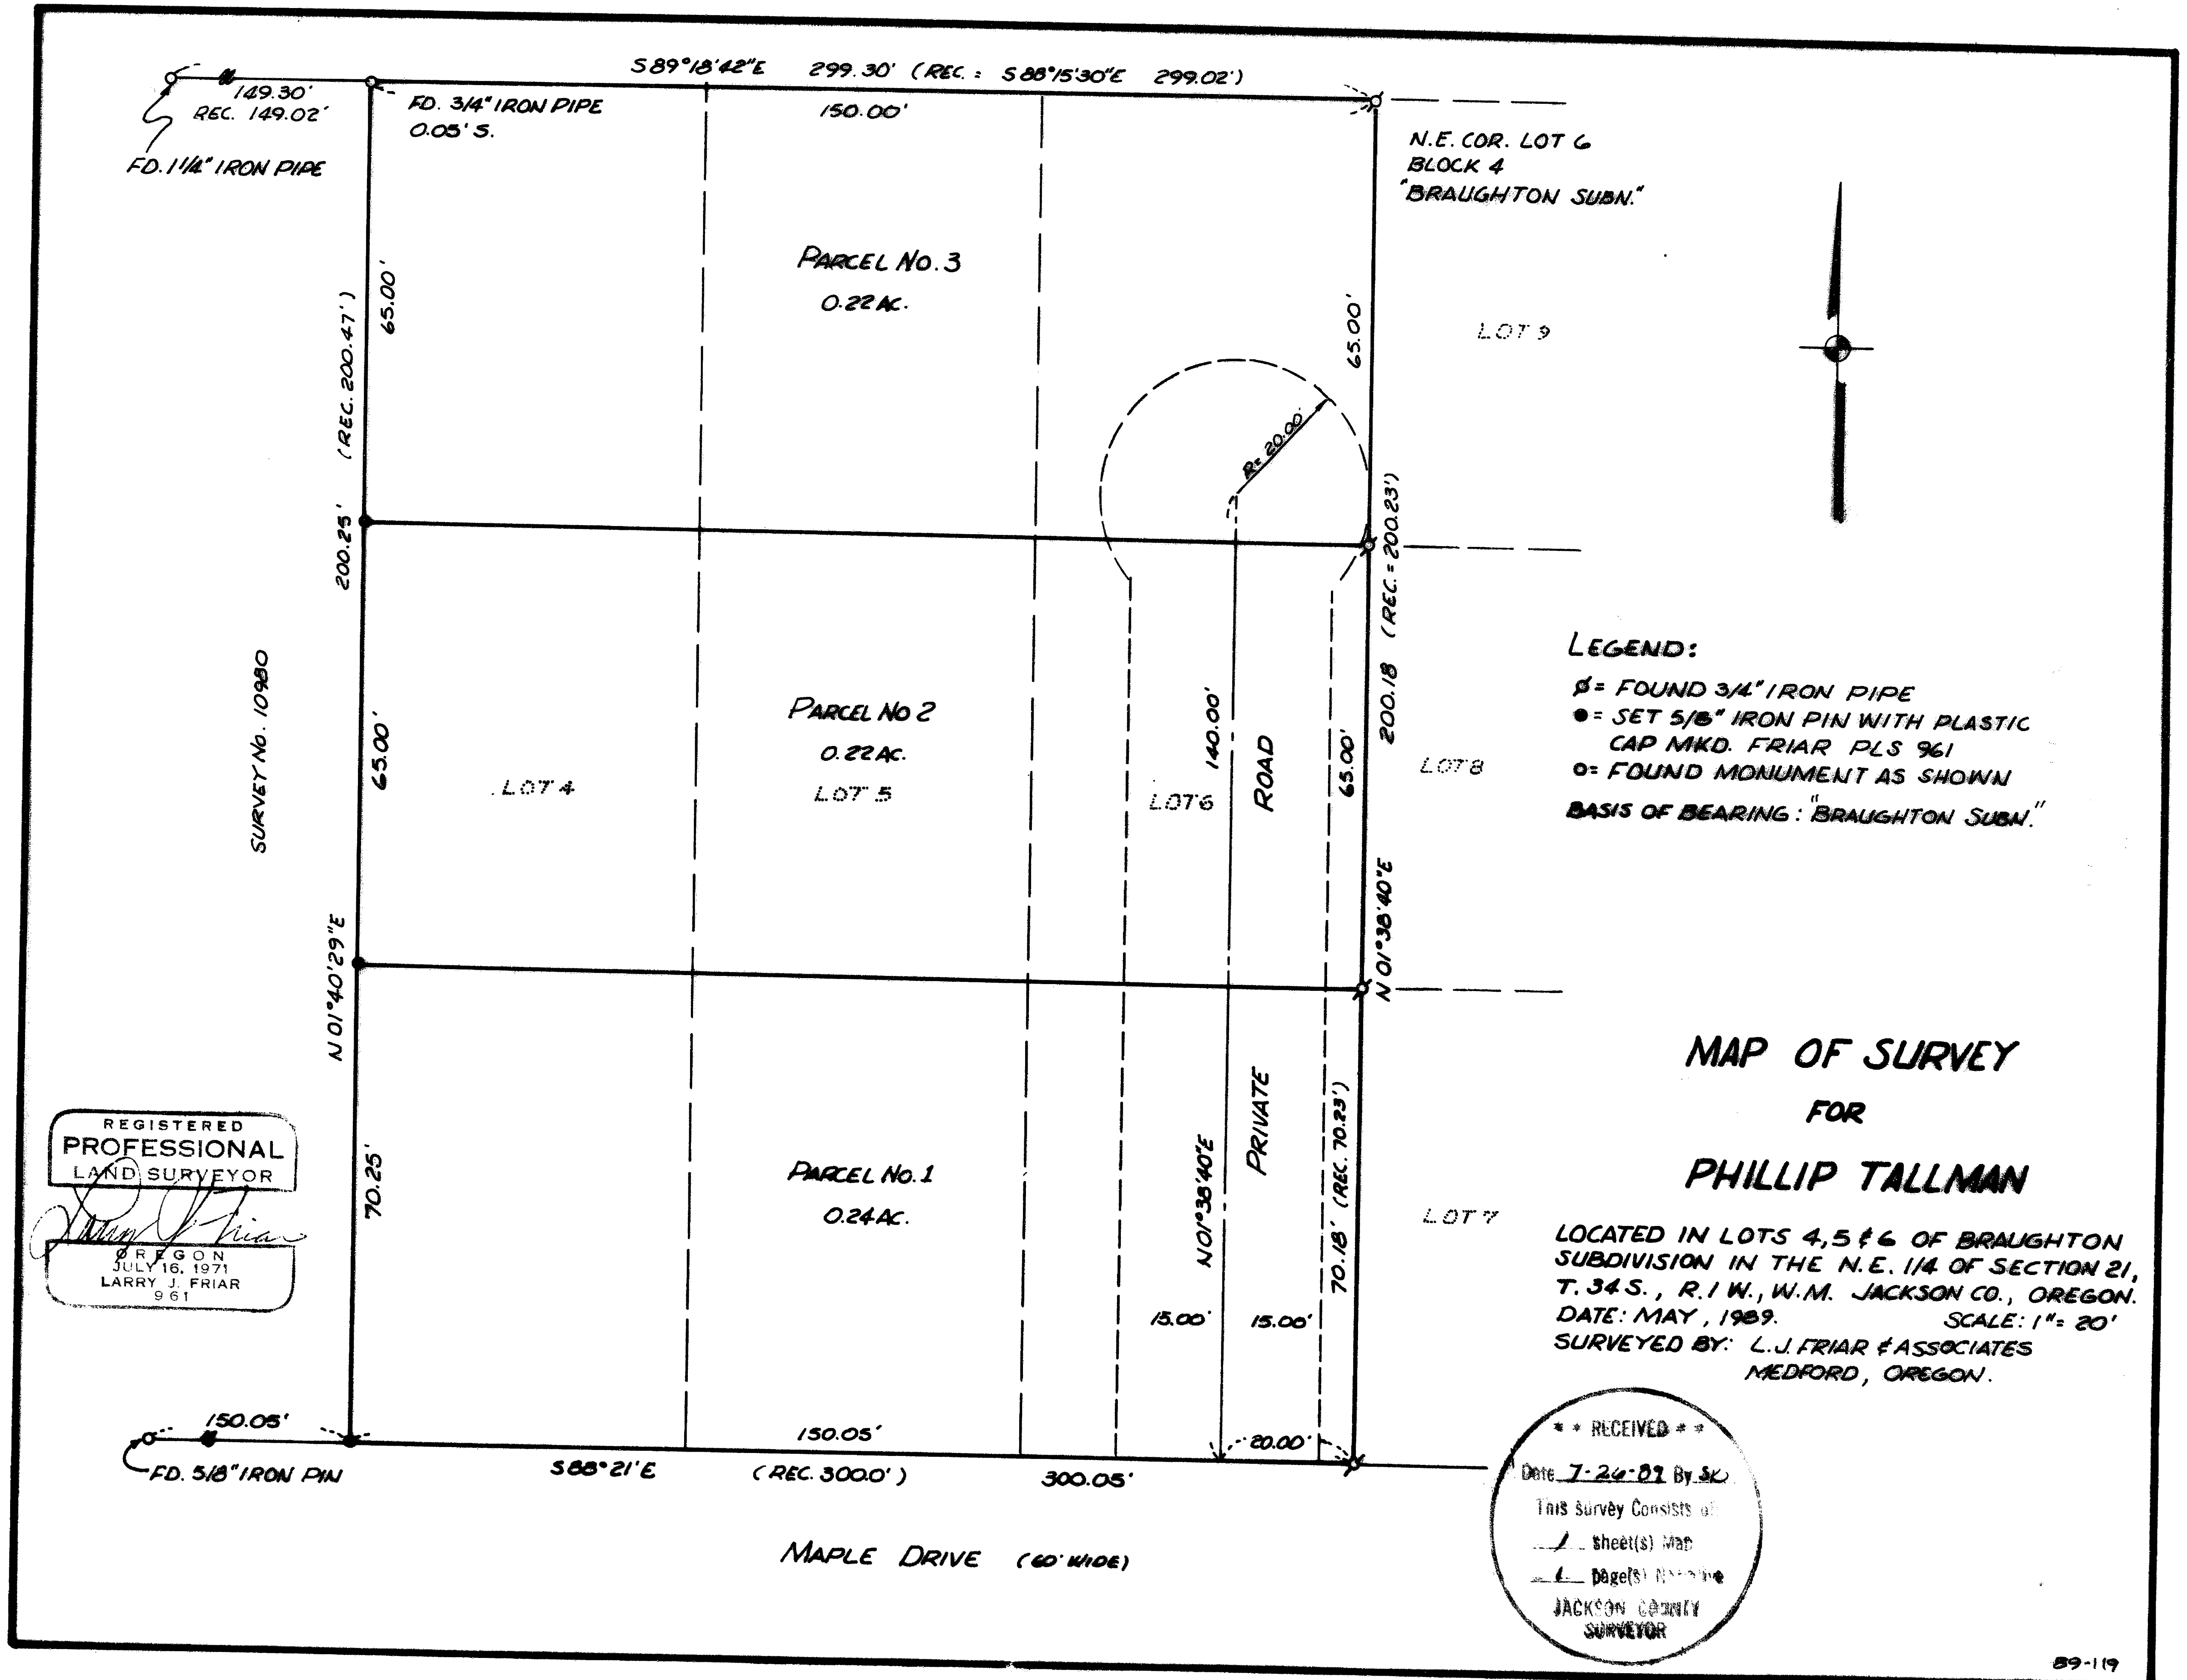 S 89°18'42"E 299.30' (REC. = S 88°15'30"E 299.02')
149.30'
REC. 149.02'
FD. 1 1/4" IRON PIPE
FD. 3/4" IRON PIPE
0.05' S.
150.00'
N.E. COR. LOT 6
BLOCK 4
"BRAUGHTON SUBN."
PARCEL No. 3
0.22 AC.
65.00'
(REC. 200.47')
200.25'
65.00'
LOT 9
R= 20.00'
200.18 (REC. = 200.23')
SURVEY No. 10980
65.00'
PARCEL No 2
0.22 AC.
LOT 4
LOT 5
LOT 6
140.00'
ROAD
65.00'
LOT 8
LEGEND:
ø = FOUND 3/4" IRON PIPE
● = SET 5/8" IRON PIN WITH PLASTIC
CAP MKD. FRIAR PLS 961
o = FOUND MONUMENT AS SHOWN
BASIS OF BEARING: "BRAUGHTON SUBN."
N 01°40'29"E
N 01°38'40"E
MAP OF SURVEY
FOR
PHILLIP TALLMAN
LOCATED IN LOTS 4, 5 & 6 OF BRAUGHTON
SUBDIVISION IN THE N.E. 1/4 OF SECTION 21,
T. 34 S., R. 1 W., W.M. JACKSON CO., OREGON.
DATE: MAY, 1989. SCALE: 1" = 20'
SURVEYED BY: L.J. FRIAR & ASSOCIATES
MEDFORD, OREGON.
REGISTERED
PROFESSIONAL
LAND SURVEYOR
Larry J Friar
OREGON
JULY 16, 1971
LARRY J. FRIAR
961
70.25'
PARCEL No. 1
0.24 AC.
N 01°38'40"E
PRIVATE
70.18' (REC. 70.23')
LOT 7
15.00' 15.00'
150.05'
FD. 5/8" IRON PIN
150.05'
20.00'
S 88°21'E (REC. 300.0') 300.05'
MAPLE DRIVE (60' WIDE)
* * RECEIVED * *
Date 7-26-89 By SK
This survey Consists of
1 sheet(s) Map
1 page(s)
JACKSON COUNTY
SURVEYOR
89-119